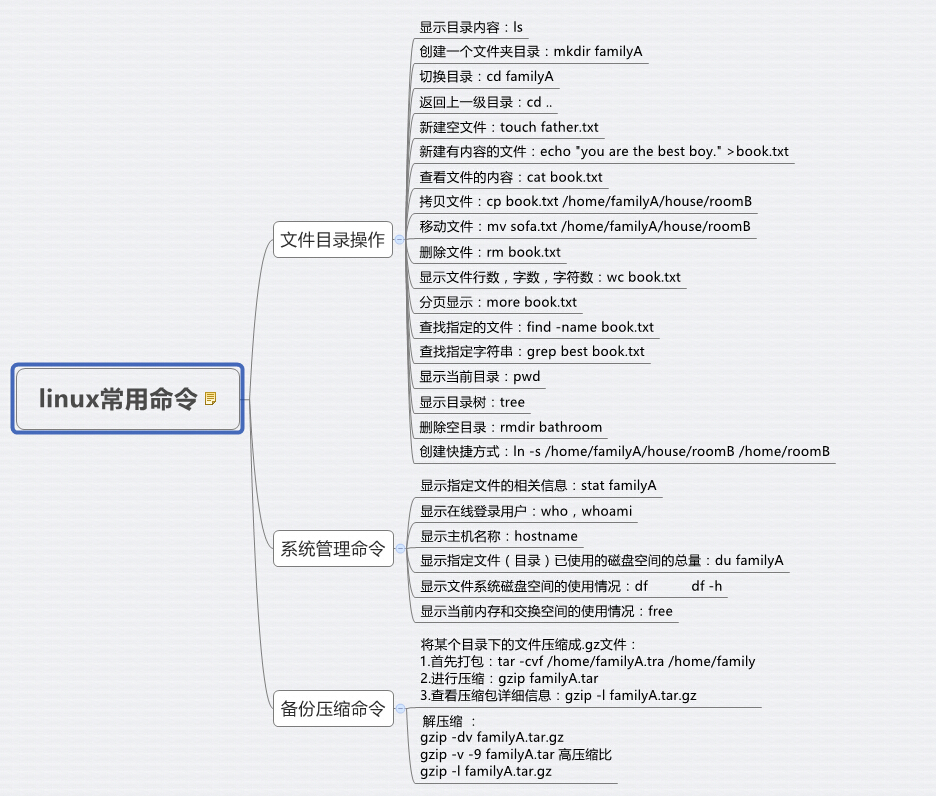 linux常用命令
文件目录操作
显示目录内容：ls
创建一个文件夹目录：mkdir familyA
切换目录：cd familyA
返回上一级目录：cd ..
新建空文件：touch father.txt
新建有内容的文件：echo "you are the best boy." >book.txt
查看文件的内容：cat book.txt
拷贝文件：cp book.txt /home/familyA/house/roomB
移动文件：mv sofa.txt /home/familyA/house/roomB
删除文件：rm book.txt
显示文件行数，字数，字符数：wc book.txt
分页显示：more book.txt
查找指定的文件：find -name book.txt
查找指定字符串：grep best book.txt
显示当前目录：pwd
显示目录树：tree
删除空目录：rmdir bathroom
创建快捷方式：ln -s /home/familyA/house/roomB /home/roomB
系统管理命令
显示指定文件的相关信息：stat familyA
显示在线登录用户：who，whoami
显示主机名称：hostname
显示指定文件（目录）已使用的磁盘空间的总量：du familyA
显示文件系统磁盘空间的使用情况：df df -h
显示当前内存和交换空间的使用情况：free
备份压缩命令
将某个目录下的文件压缩成.gz文件：
1.首先打包：tar -cvf /home/familyA.tra /home/family
2.进行压缩：gzip familyA.tar
3.查看压缩包详细信息：gzip -l familyA.tar.gz
解压缩 ：
gzip -dv familyA.tar.gz
gzip -v -9 familyA.tar 高压缩比
gzip -l familyA.tar.gz